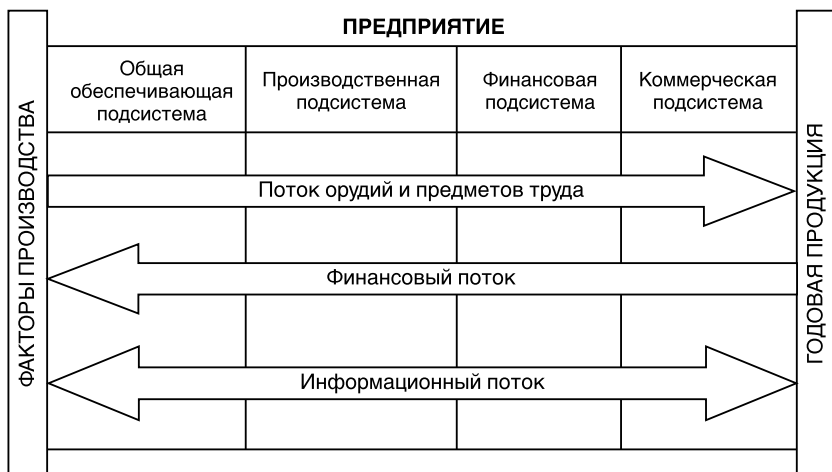 ПРЕДПРИЯТИЕ
ФАКТОРЫ ПРОИЗВОДСТВА
Общая
обеспечивающая
подсистема
Производственная
подсистема
Финансовая
подсистема
Коммерческая
подсистема
Поток орудий и предметов труда
Финансовый поток
Информационный поток
ГОДОВАЯ ПРОДУКЦИЯ